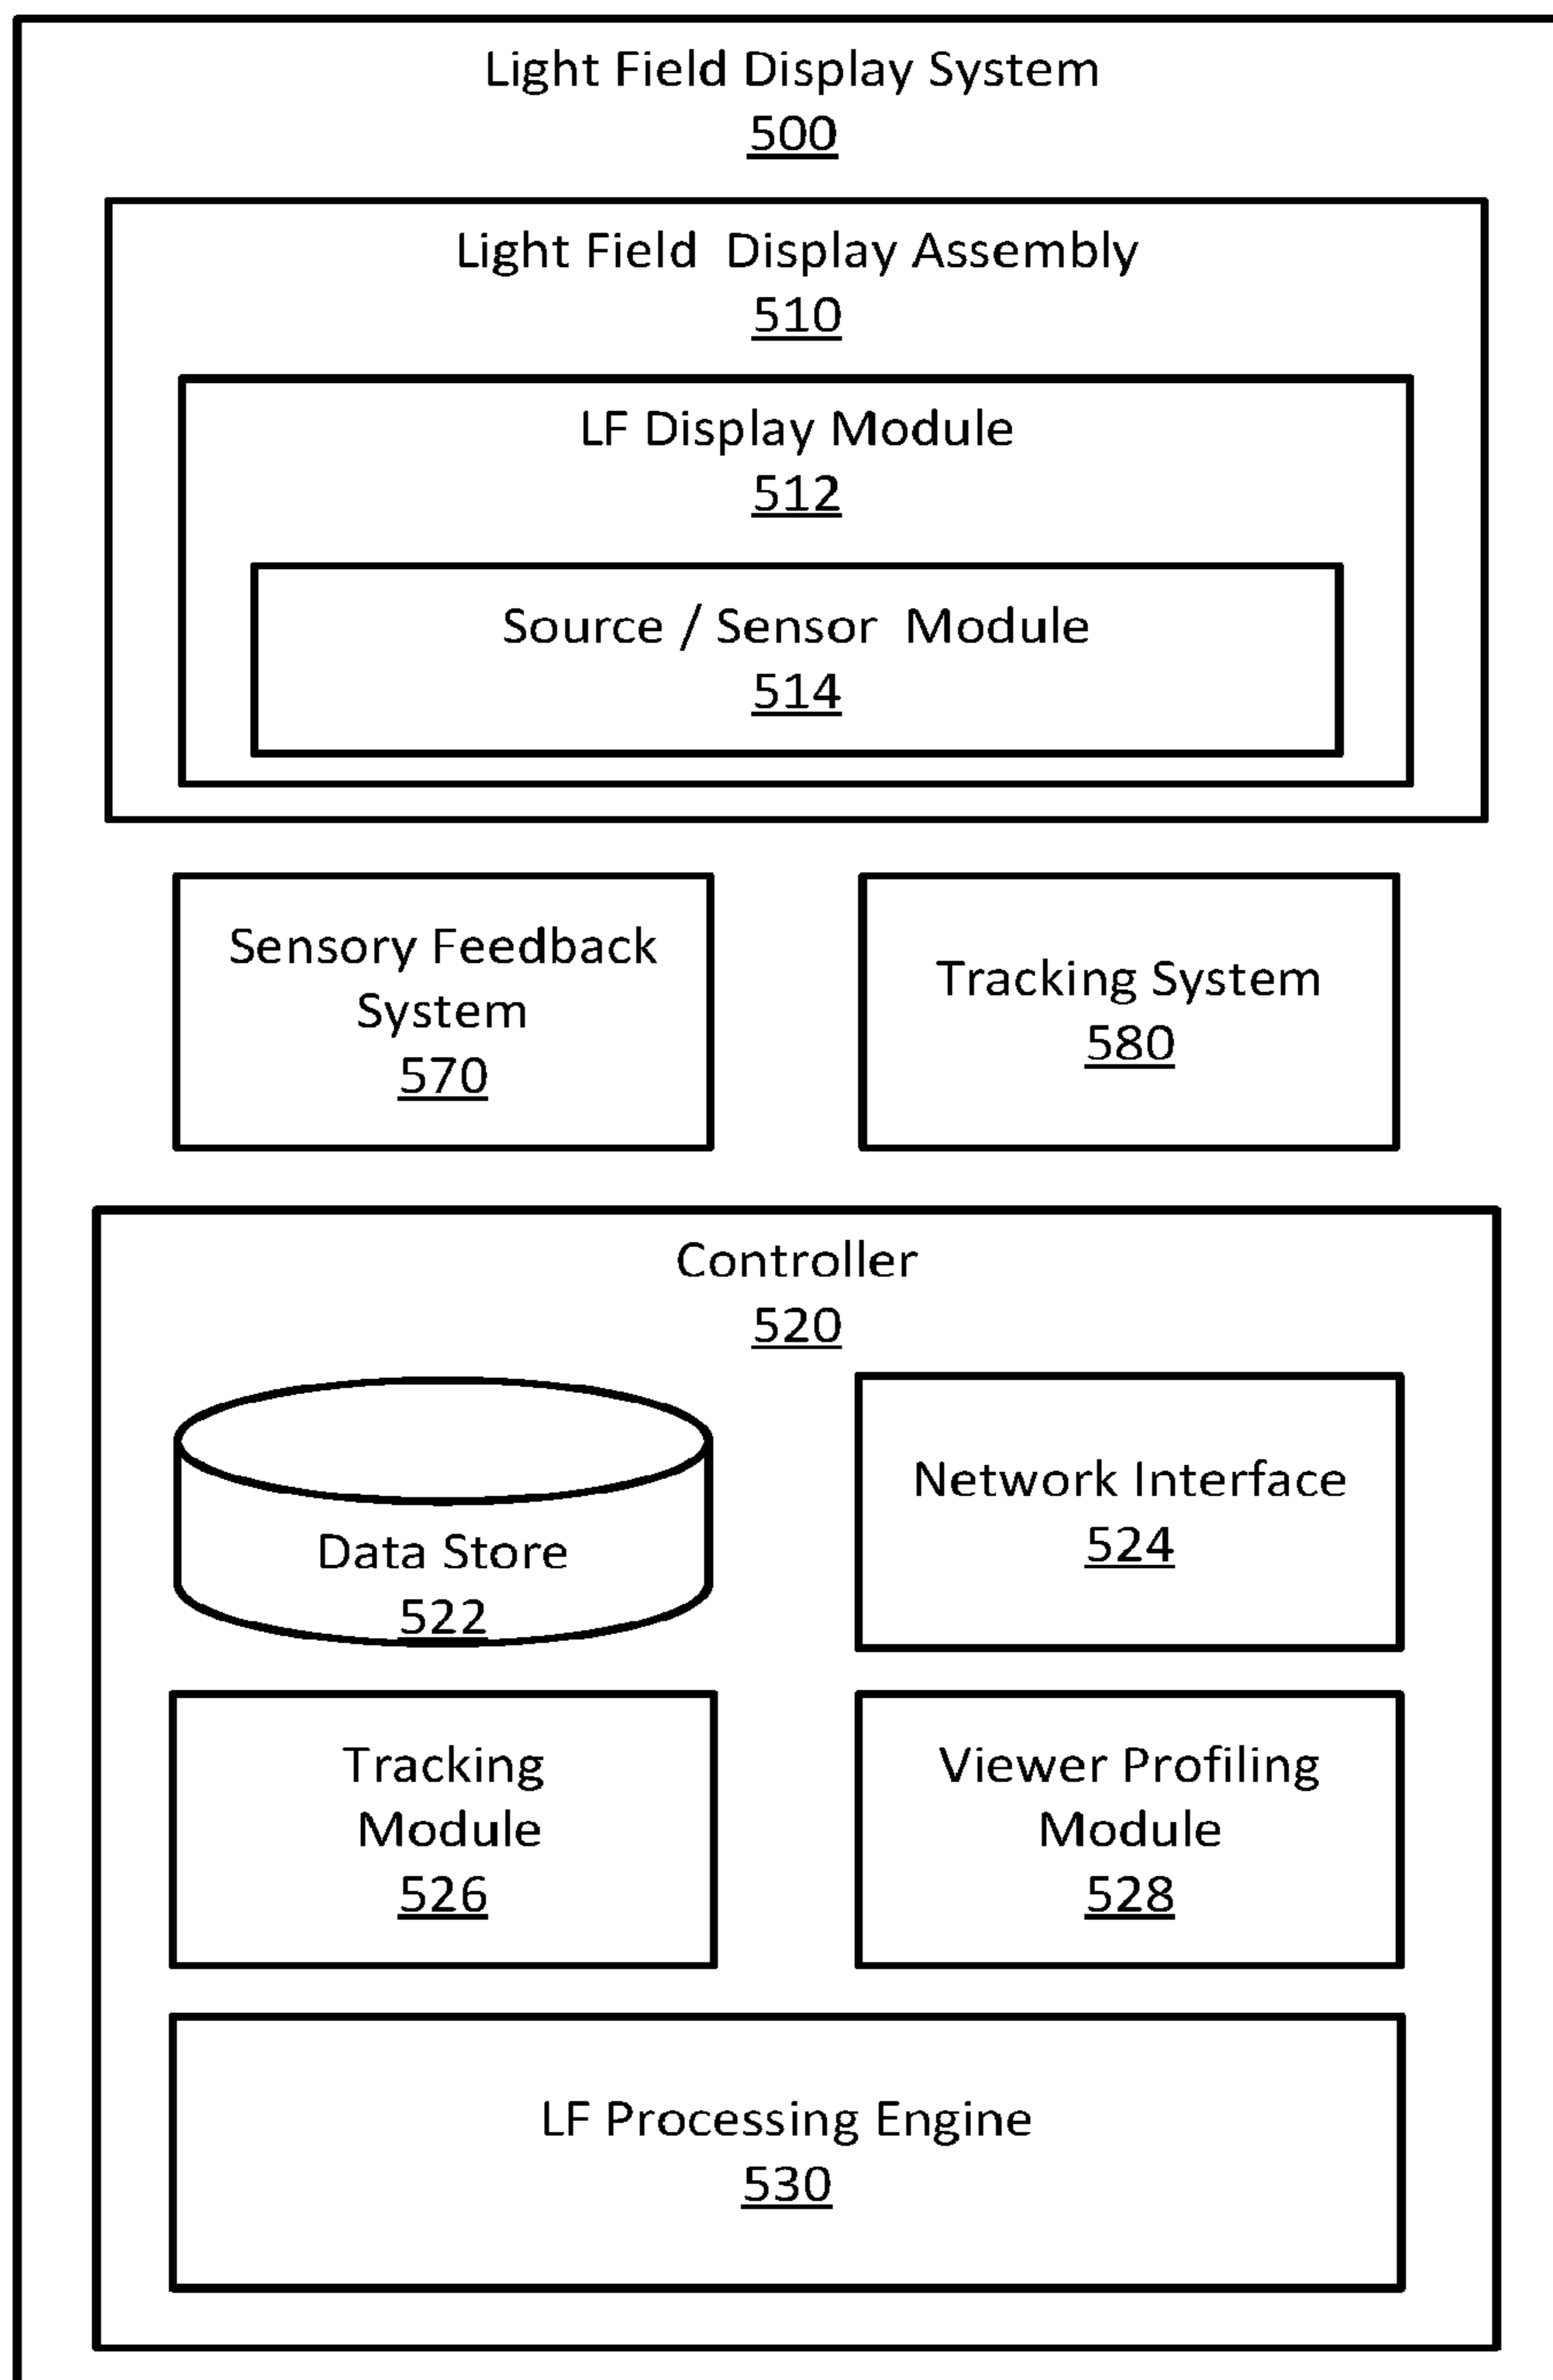 Light Field Display System
500
Light Field Display Assembly
510
LF Display Module
512
Source / Sensor Module
514
Sensory Feedback
System
570
Tracking System
580
Controller
520
Data Store
522
Network Interface
524
Tracking
Module
526
Viewer Profiling
Module
528
LF Processing Engine
530